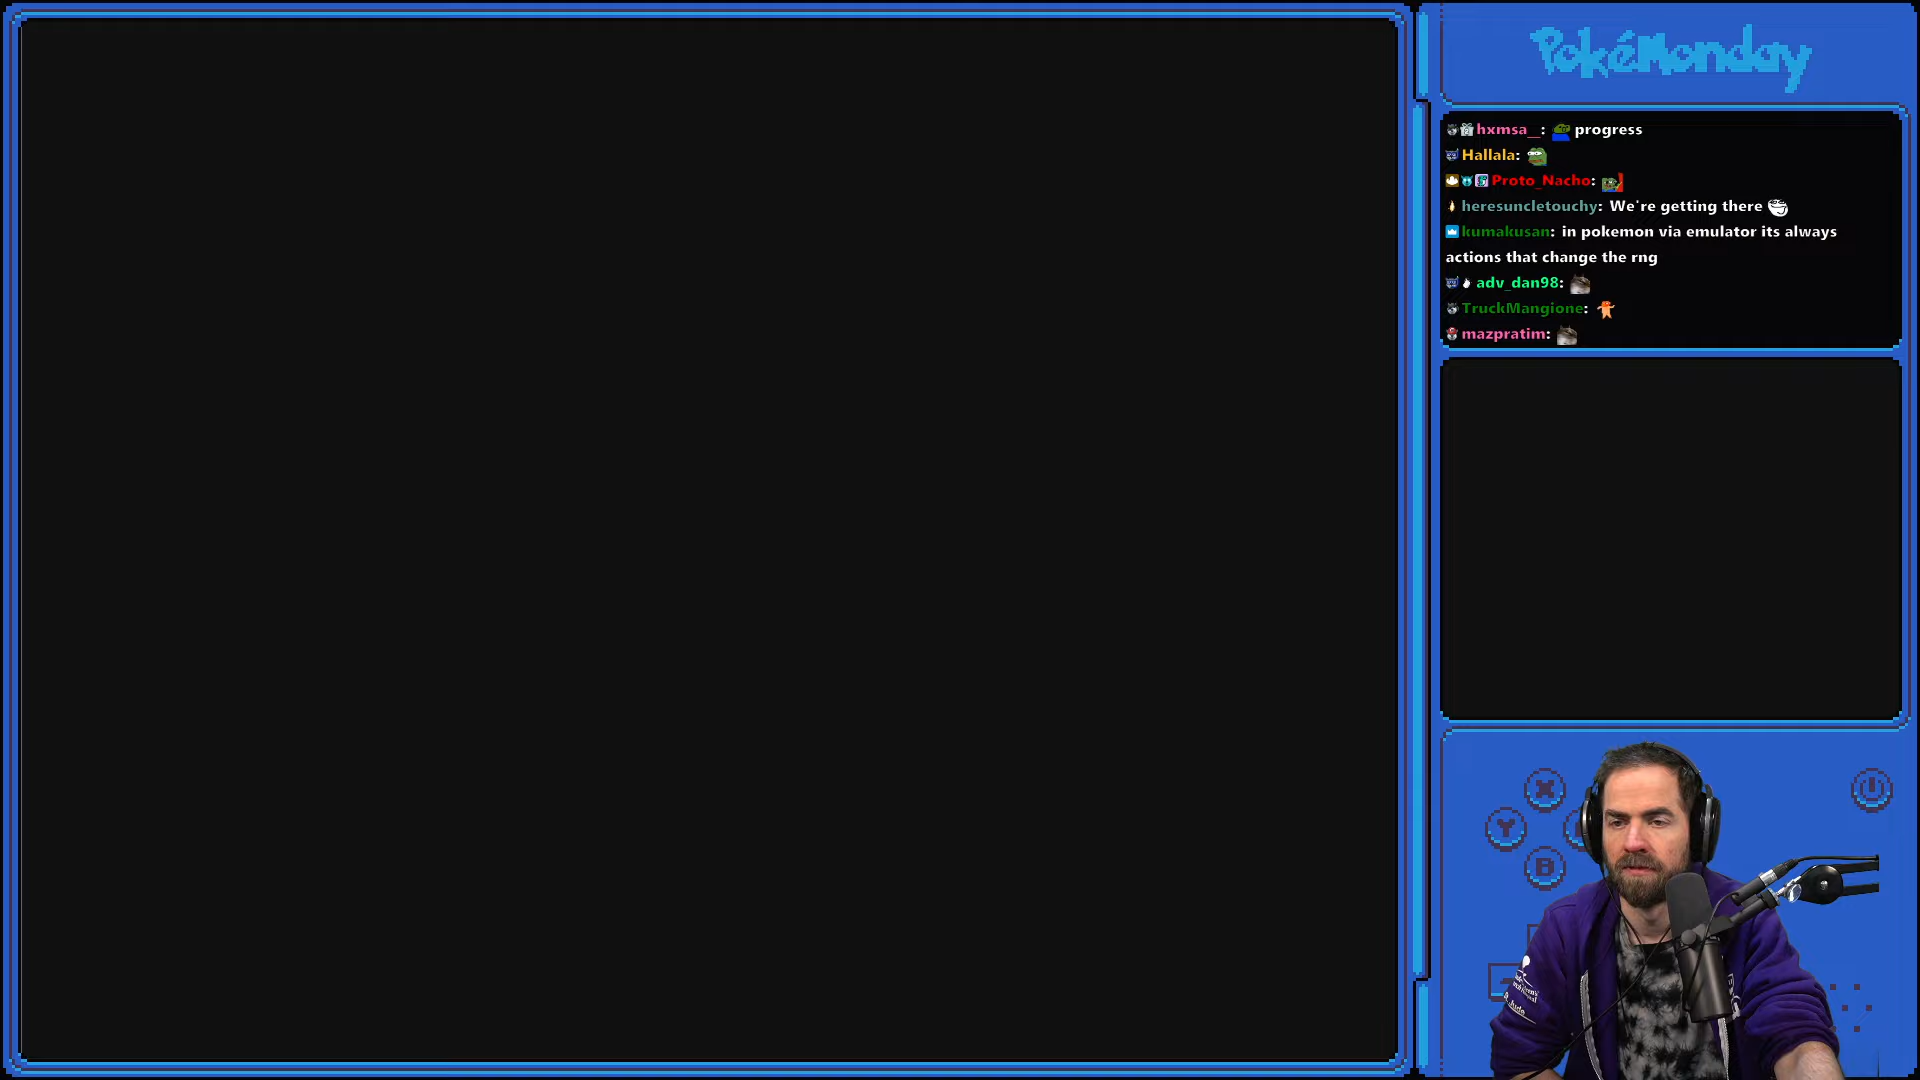 PokéMonday
hxmsa__: progress
Hallala:
Proto_Nacho:
heresuncletouchy: We're getting there
kumakusan: in pokemon via emulator its always
actions that change the rng
adv_dan98:
TruckMangione:
mazpratim:
X
Y
B